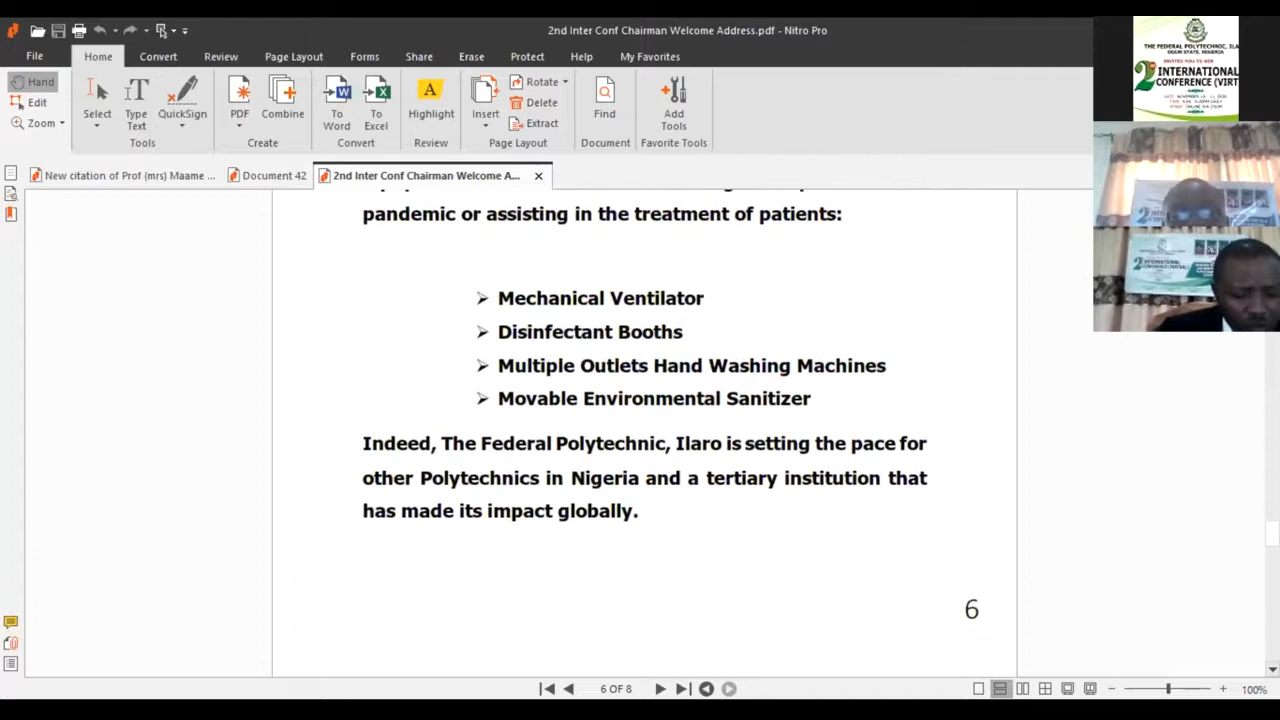 2nd Inter Conf Chairman Welcome Address.pdf - Nitro Pro
File Home Convert Review Page Layout Forms Share Erase Protect Help My Favorites
Hand
Edit
Zoom
Select
Type Text
QuickSign
Tools
PDF
Combine
Create
To Word
To Excel
Convert
Highlight
Review
Insert
Rotate
Delete
Extract
Page Layout
Find
Document
Add Tools
Favorite Tools
New citation of Prof (mrs) Maame ...
Document 42
2nd Inter Conf Chairman Welcome A...
pandemic or assisting in the treatment of patients:
➢ Mechanical Ventilator
➢ Disinfectant Booths
➢ Multiple Outlets Hand Washing Machines
➢ Movable Environmental Sanitizer
Indeed, The Federal Polytechnic, Ilaro is setting the pace for
other Polytechnics in Nigeria and a tertiary institution that
has made its impact globally.
6
6 OF 8
100%
THE FEDERAL POLYTECHNIC, ILA
OGUN STATE, NIGERIA
INVITES YOU TO HER
2
INTERNATIONAL
CONFERENCE (VIRT